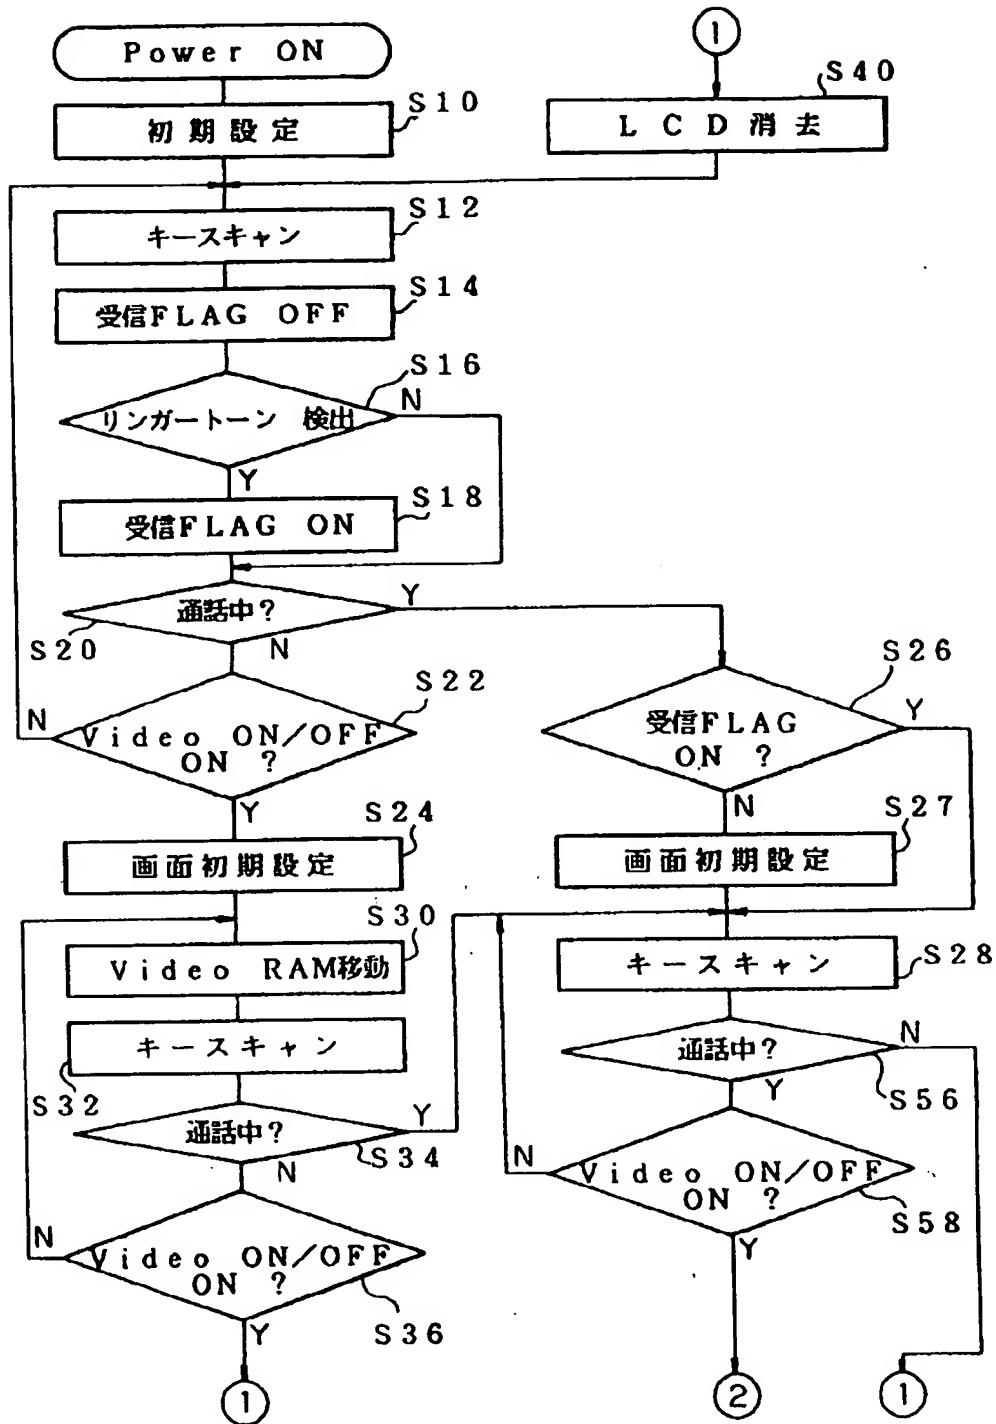 Power ON
S10
初期設定
S12
キースキャン
S14
受信FLAG OFF
S16
リンガートーン 検出
N
Y
S18
受信FLAG ON
通話中?
Y
S20
N
S22
Video ON/OFF
ON ?
N
Y
S24
画面初期設定
S30
Video RAM移動
キースキャン
S32
通話中?
Y
S34
N
Video ON/OFF
ON ?
N
S36
Y
1
1
S40
LCD消去
S26
受信FLAG
ON ?
Y
N
S27
画面初期設定
キースキャン
S28
通話中?
N
S56
Y
Video ON/OFF
ON ?
N
S58
Y
2
1